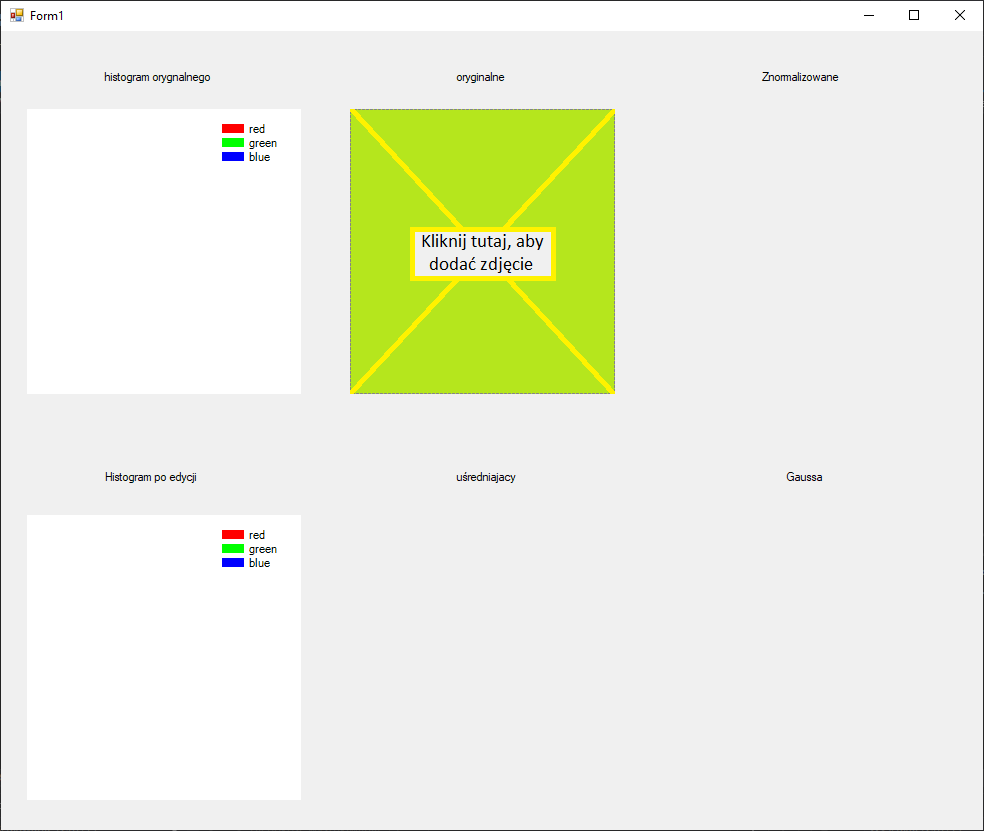 Form1
histogram orygnalnego
oryginalne
Znormalizowane
red
green
blue
Kliknij tutaj, aby
dodać zdjęcie
Histogram po edycji
uśredniajacy
Gaussa
red
green
blue